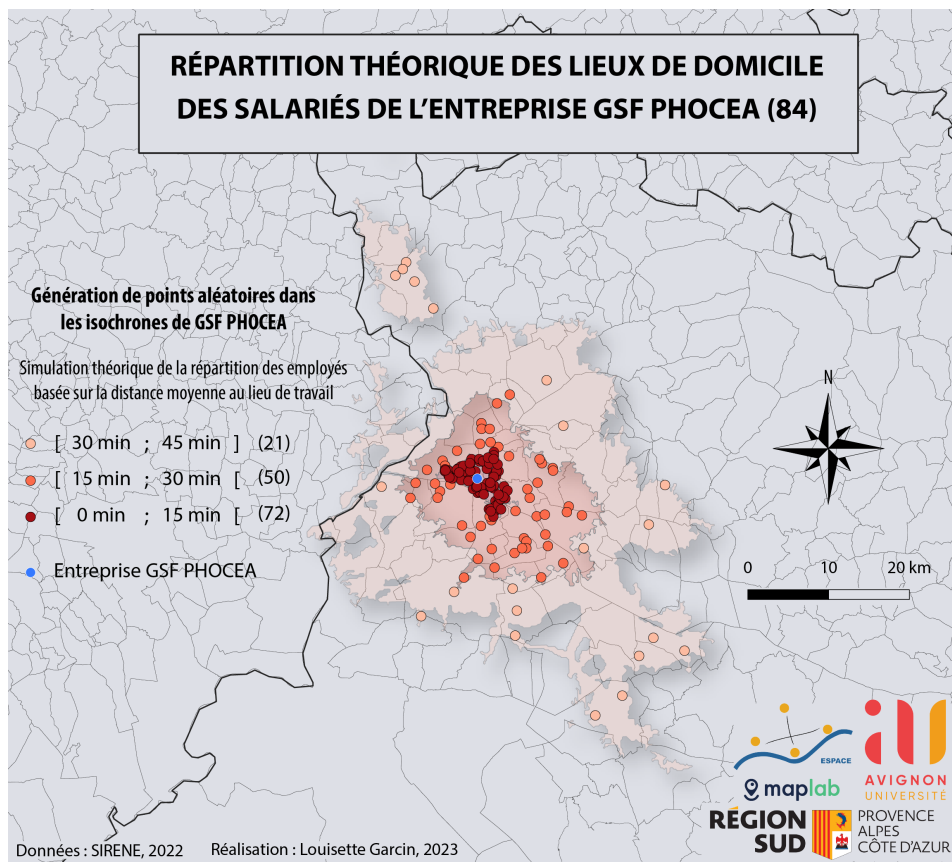 RÉPARTITION THÉORIQUE DES LIEUX DE DOMICILE
DES SALARIÉS DE L'ENTREPRISE GSF PHOCEA (84)
Génération de points aléatoires dans
les isochrones de GSF PHOCEA
Simulation théorique de la répartition des employés
basée sur la distance moyenne au lieu de travail
[ 30 min ; 45 min ] (21)
[ 15 min ; 30 min [ (50)
[ 0 min ; 15 min [ (72)
Entreprise GSF PHOCEA
N
0 10 20 km
ESPACE
maplab
AVIGNON
UNIVERSITÉ
RÉGION
SUD
PROVENCE
ALPES
CÔTE D'AZUR
Données : SIRENE, 2022 Réalisation : Louisette Garcin, 2023